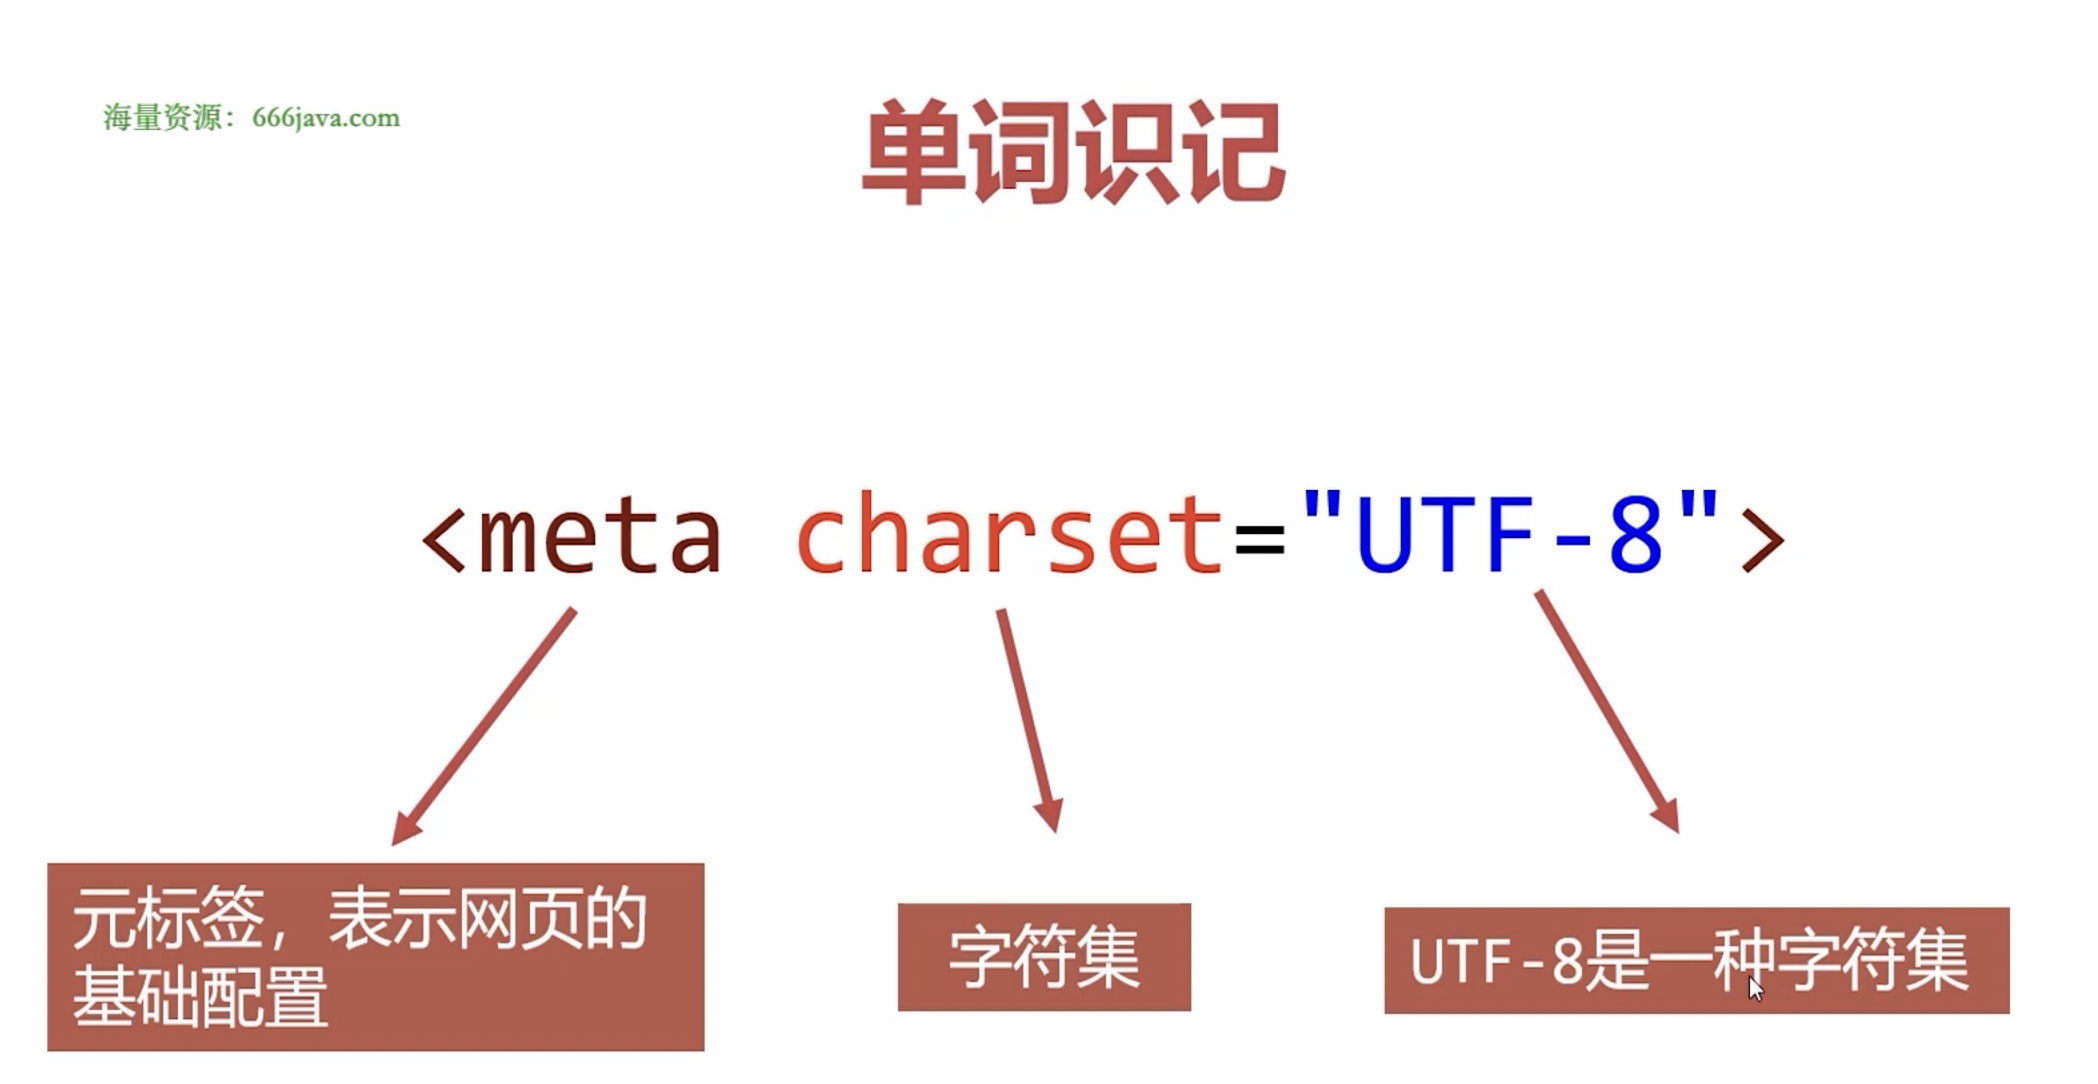 海量资源：666java.com
单词识记
<meta charset="UTF-8">
元标签，表示网页的
基础配置
字符集
UTF-8是一种字符集